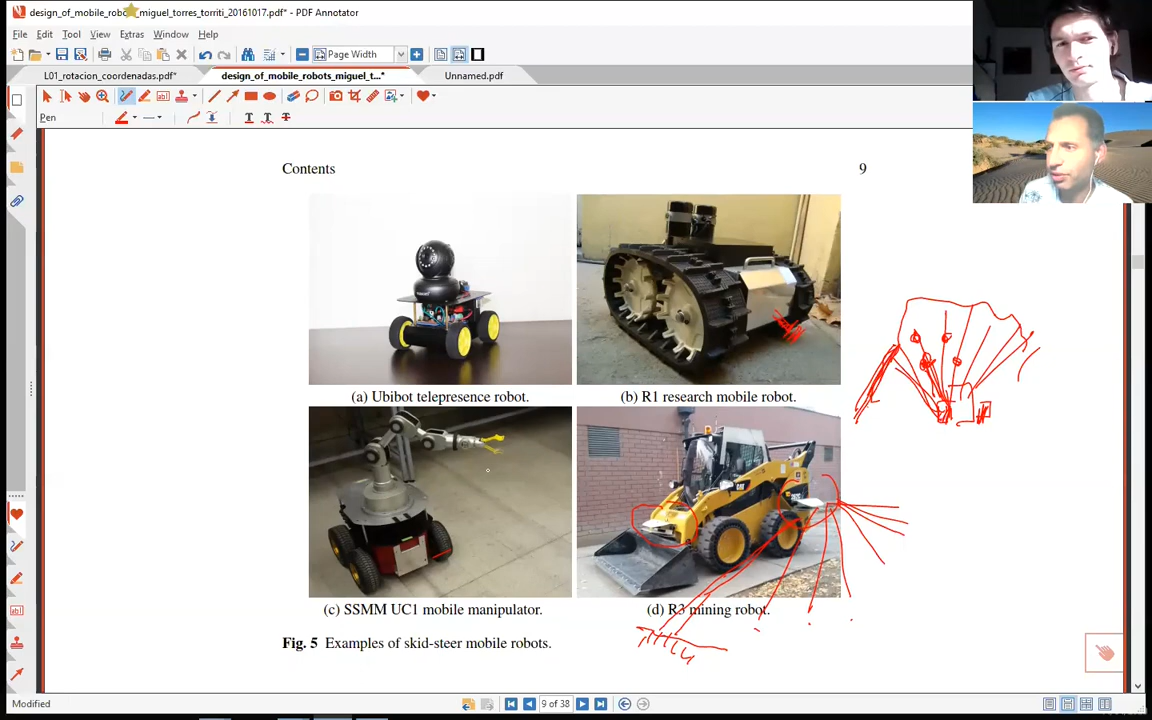 design_of_mobile_robots_miguel_torres_torriti_20161017.pdf* - PDF Annotator
File Edit Tool View Extras Window Help
Page Width
L01_rotacion_coordenadas.pdf*
design_of_mobile_robots_miguel_t...*
Unnamed.pdf
Pen
Contents
9
(a) Ubibot telepresence robot.
(b) R1 research mobile robot.
CAT
(c) SSMM UC1 mobile manipulator.
(d) R3 mining robot.
Fig. 5 Examples of skid-steer mobile robots.
Modified
9 of 38